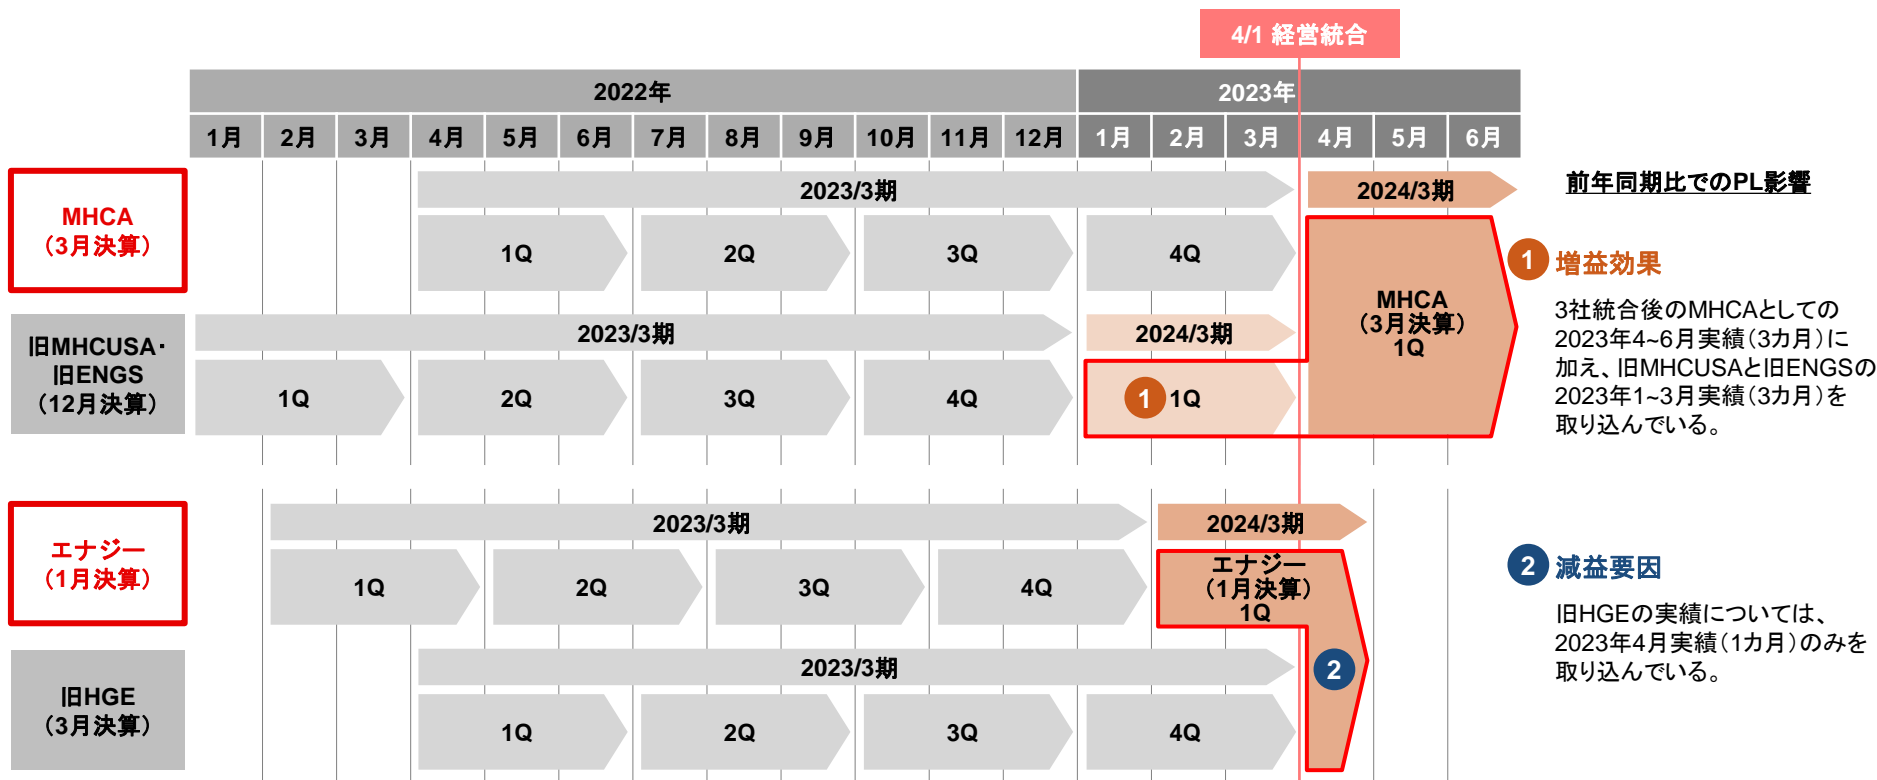 4/1 経営統合
2022年
2023年
1月 2月 3月 4月 5月 6月 7月 8月 9月 10月 11月 12月 1月 2月 3月 4月 5月 6月
前年同期比でのPL影響
MHCA
（3月決算）
2023/3期
2024/3期
1Q
2Q
3Q
4Q
MHCA
（3月決算）
1Q
旧MHCUSA・
旧ENGS
（12月決算）
2023/3期
2024/3期
1Q
2Q
3Q
4Q
1 1Q
1 増益効果
3社統合後のMHCAとしての
2023年4~6月実績（3カ月）に
加え、旧MHCUSAと旧ENGSの
2023年1~3月実績（3カ月）を
取り込んでいる。
エナジー
（1月決算）
2023/3期
2024/3期
1Q
2Q
3Q
4Q
エナジー
（1月決算）
1Q
旧HGE
（3月決算）
2023/3期
1Q
2Q
3Q
4Q
2
2 減益要因
旧HGEの実績については、
2023年4月実績（1カ月）のみを
取り込んでいる。